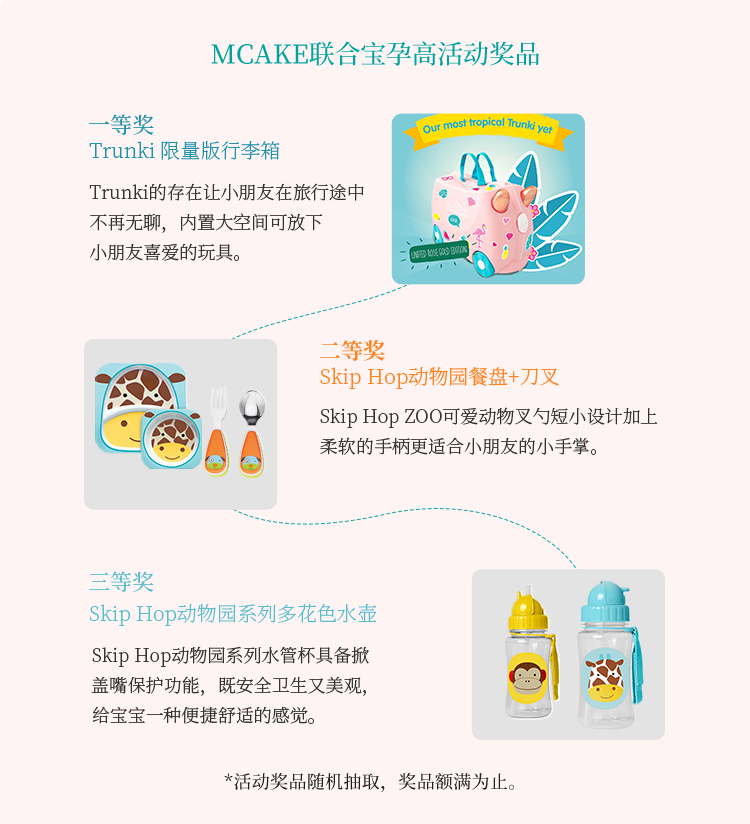 MCAKE联合宝孕高活动奖品
一等奖
Trunki 限量版行李箱
Trunki的存在让小朋友在旅行途中
不再无聊，内置大空间可放下
小朋友喜爱的玩具。
Our most tropical Trunki yet
LIMITED ROSE GOLD EDITION
二等奖
Skip Hop动物园餐盘+刀叉
Skip Hop ZOO可爱动物叉勺短小设计加上
柔软的手柄更适合小朋友的小手掌。
三等奖
Skip Hop动物园系列多花色水壶
Skip Hop动物园系列水管杯具备掀
盖嘴保护功能，既安全卫生又美观，
给宝宝一种便捷舒适的感觉。
*活动奖品随机抽取，奖品额满为止。